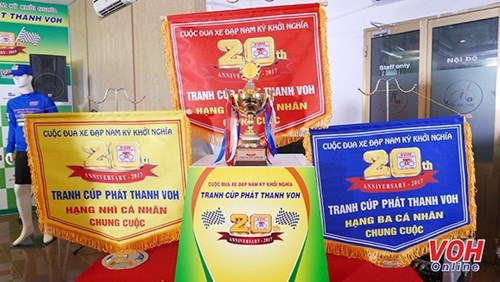 CUỘC ĐUA XE ĐẠP NAM KỲ KHỞI NGHĨA
20th
ANNIVERSARY - 2017
TRANH CÚP PHÁT THANH VOH
HẠNG NHẤT CÁ NHÂN
CHUNG CUỘC
CUỘC ĐUA XE ĐẠP NAM KỲ KHỞI NGHĨA
20th
ANNIVERSARY - 2017
TRANH CÚP PHÁT THANH VOH
HẠNG NHÌ CÁ NHÂN
CHUNG CUỘC
CUỘC ĐUA XE ĐẠP NAM KỲ KHỞI NGHĨA
TRANH CÚP PHÁT THANH VOH
20th
ANNIVERSARY - 2017
CUỘC ĐUA XE ĐẠP NAM KỲ KHỞI NGHĨA
20th
ANNIVERSARY - 2017
TRANH CÚP PHÁT THANH VOH
HẠNG BA CÁ NHÂN
CHUNG CUỘC
PHÁT THANH VOH
Staff only
Nội bộ
VOH
Online